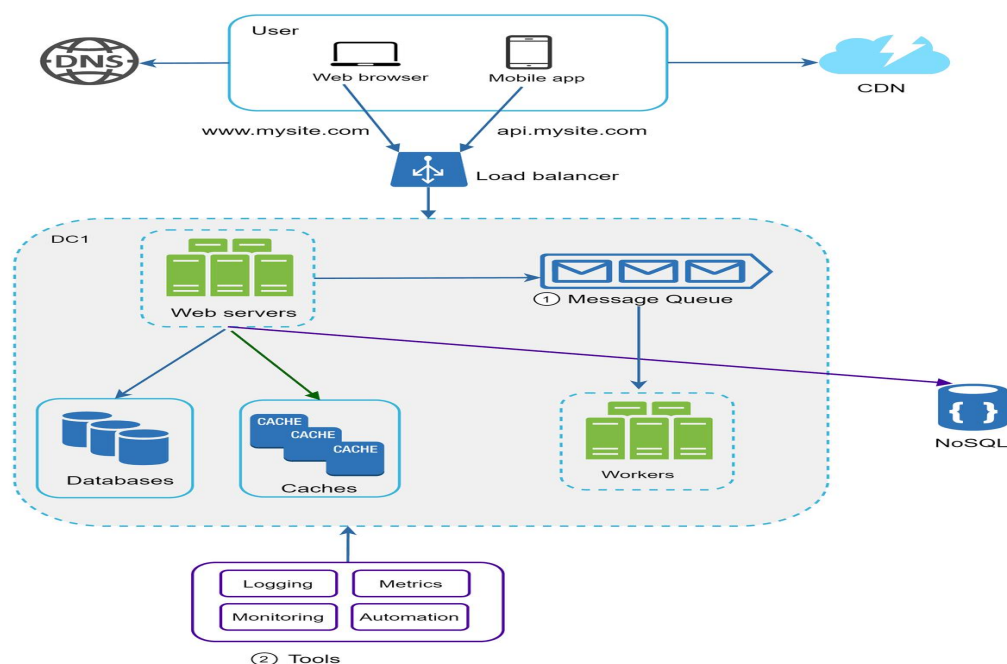 User
DNS
Web browser
Mobile app
CDN
www.mysite.com
api.mysite.com
Load balancer
DC1
Web servers
1 Message Queue
CACHE
CACHE
CACHE
Databases
Caches
Workers
{ }
NoSQL
Logging
Metrics
Monitoring
Automation
2 Tools